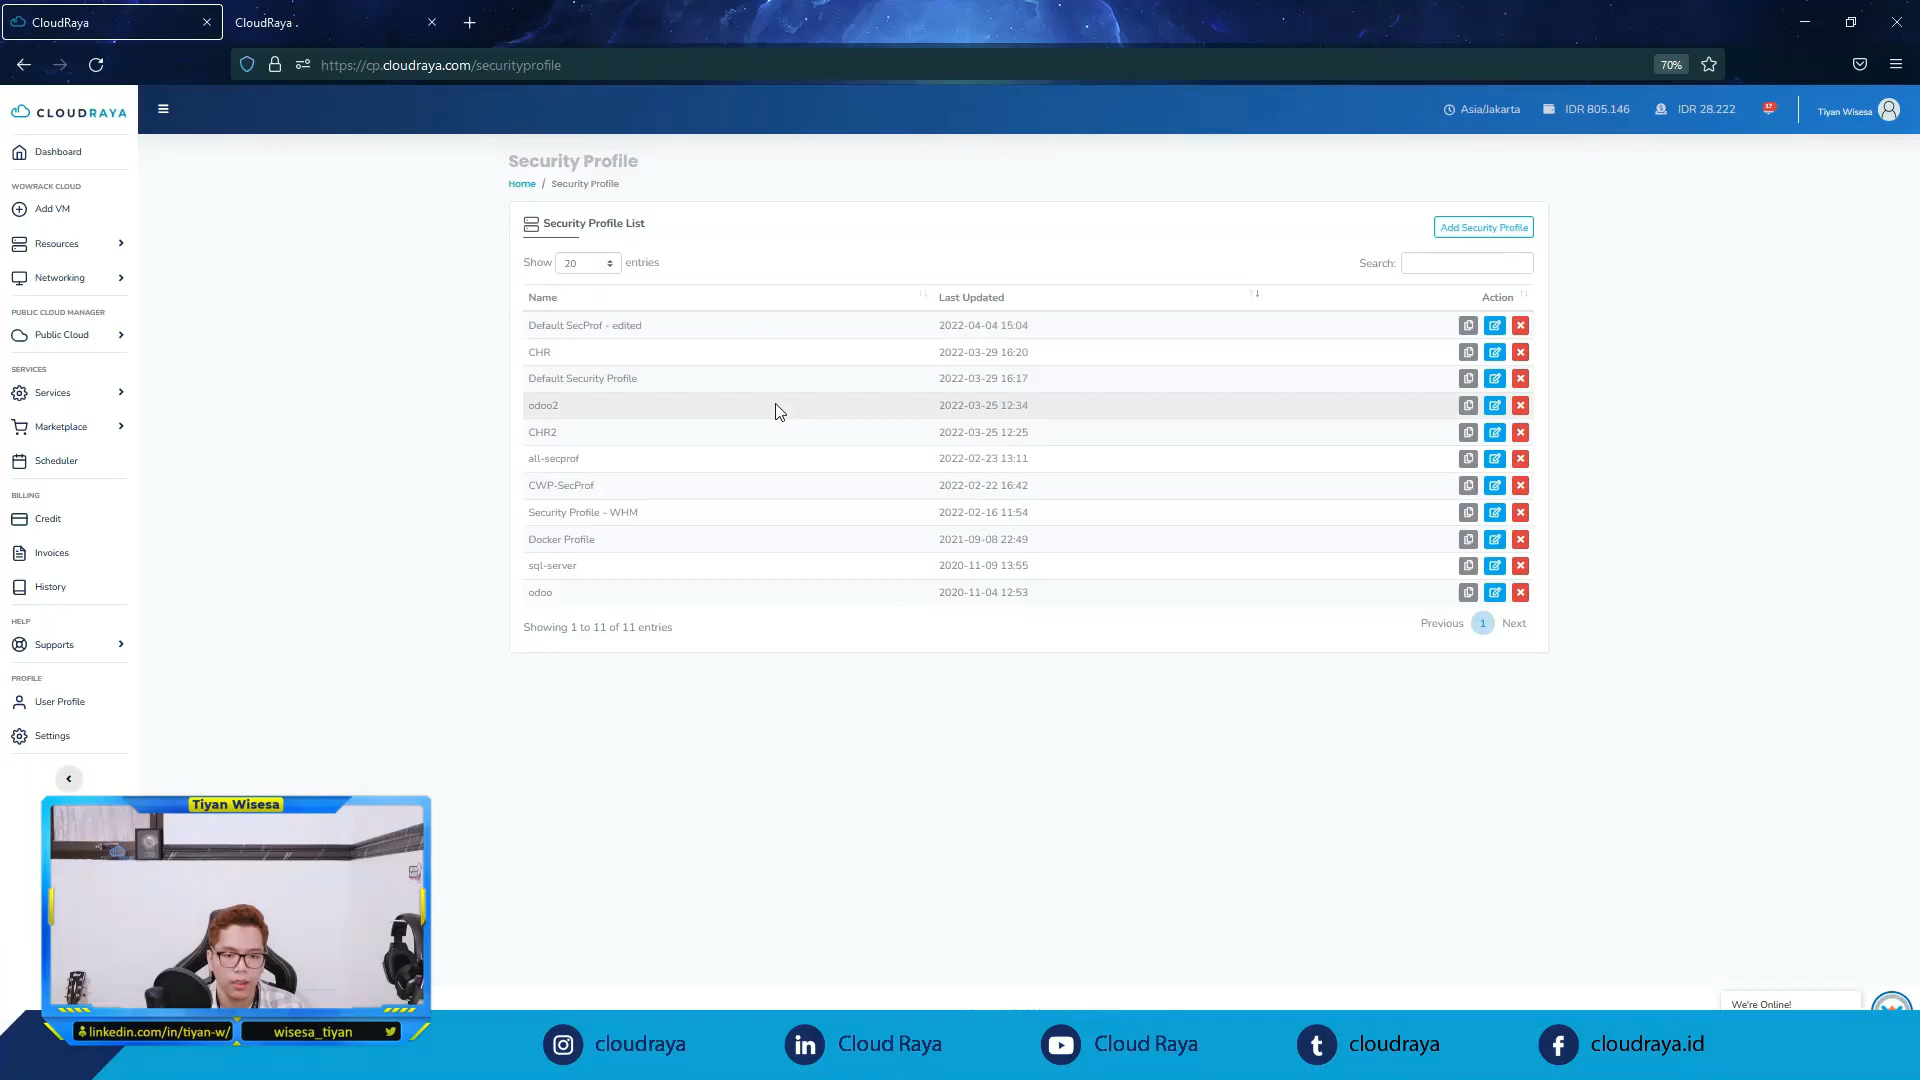 CloudRaya
CloudRaya .
https://cp.cloudraya.com/securityprofile
70%
CLOUDRAYA
Asia/Jakarta
IDR 805.146
IDR 28.222
17
Tiyan Wisesa
Dashboard
WOWRACK CLOUD
Add VM
Resources
Networking
PUBLIC CLOUD MANAGER
Public Cloud
SERVICES
Services
Marketplace
Scheduler
BILLING
Credit
Invoices
History
HELP
Supports
PROFILE
User Profile
Settings
Security Profile
Home / Security Profile
Security Profile List
Add Security Profile
Show 20 entries
Search:
Name Last Updated Action
Default SecProf - edited 2022-04-04 15:04
CHR 2022-03-29 16:20
Default Security Profile 2022-03-29 16:17
odoo2 2022-03-25 12:34
CHR2 2022-03-25 12:25
all-secprof 2022-02-23 13:11
CWP-SecProf 2022-02-22 16:42
Security Profile - WHM 2022-02-16 11:54
Docker Profile 2021-09-08 22:49
sql-server 2020-11-09 13:55
odoo 2020-11-04 12:53
Showing 1 to 11 of 11 entries
Previous 1 Next
Tiyan Wisesa
linkedin.com/in/tiyan-w/
wisesa_tiyan
We're Online!
cloudraya
Cloud Raya
Cloud Raya
cloudraya
cloudraya.id